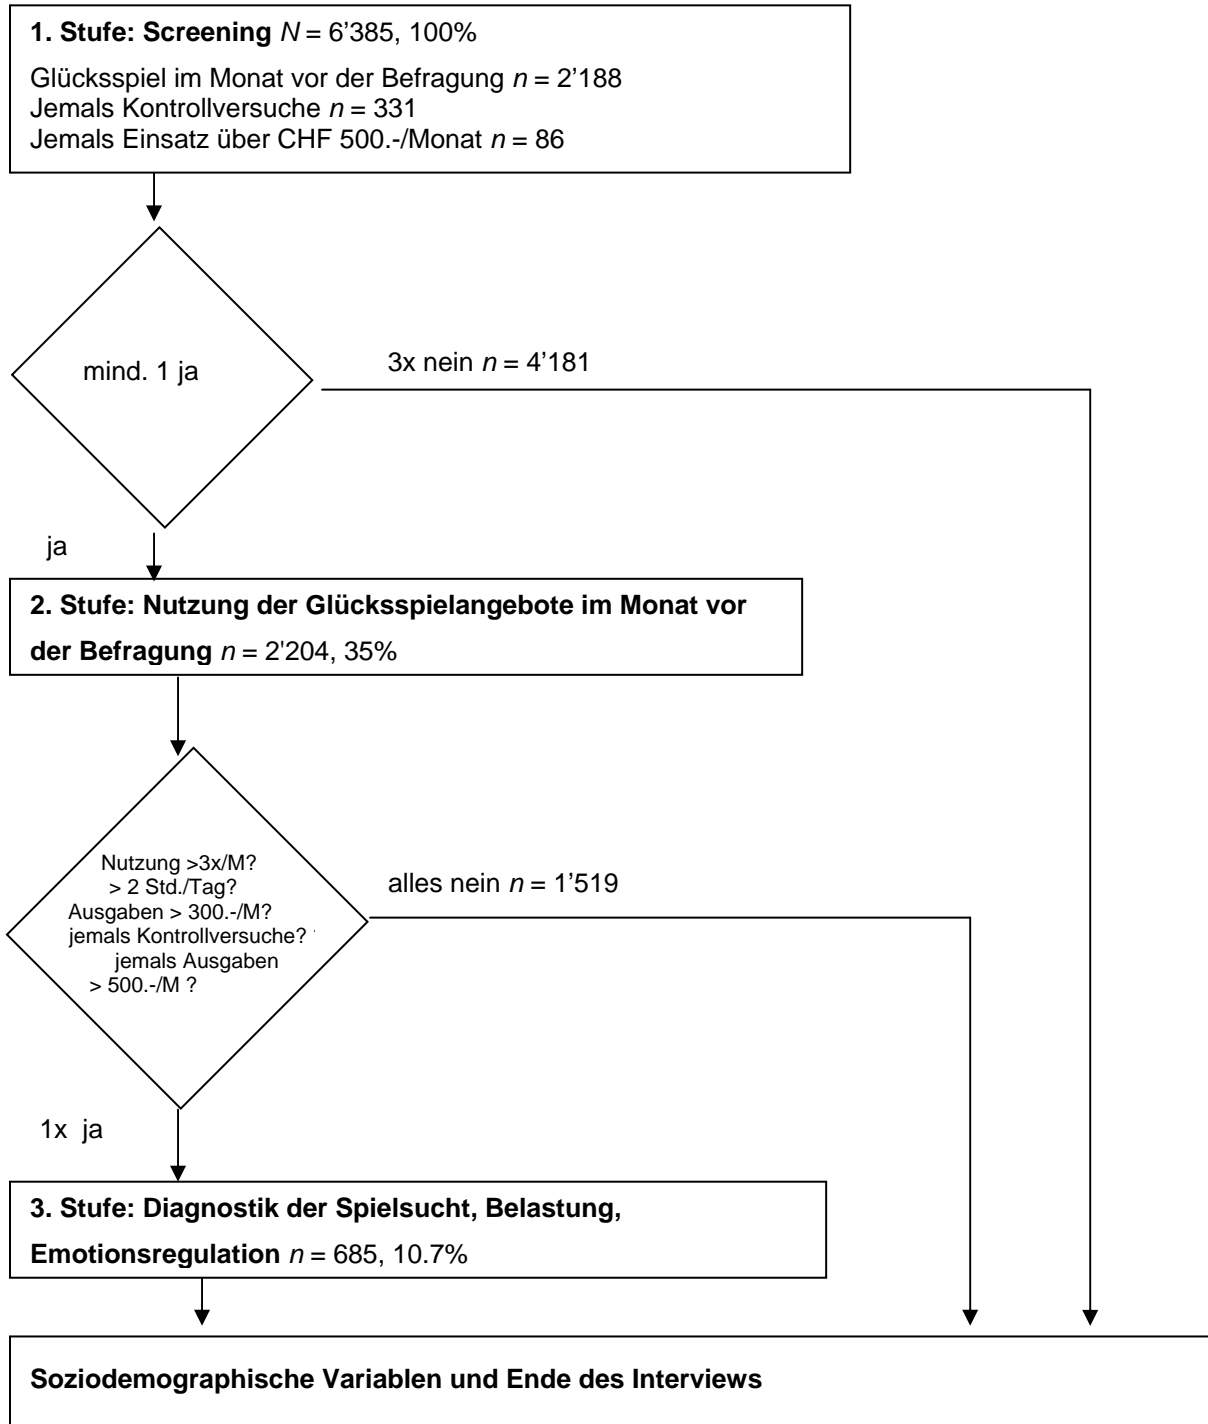 1. Stufe: Screening N = 6’385, 100%
Glücksspiel im Monat vor der Befragung n = 2’188
Jemals Kontrollversuche n = 331
Jemals Einsatz über CHF 500.-/Monat n = 86
mind. 1 ja
3x nein n = 4’181
ja
2. Stufe: Nutzung der Glücksspielangebote im Monat vor
der Befragung n = 2'204, 35%
Nutzung >3x/M?
> 2 Std./Tag?
Ausgaben > 300.-/M?
jemals Kontrollversuche?
jemals Ausgaben
> 500.-/M ?
alles nein n = 1’519
1x ja
3. Stufe: Diagnostik der Spielsucht, Belastung,
Emotionsregulation n = 685, 10.7%
Soziodemographische Variablen und Ende des Interviews